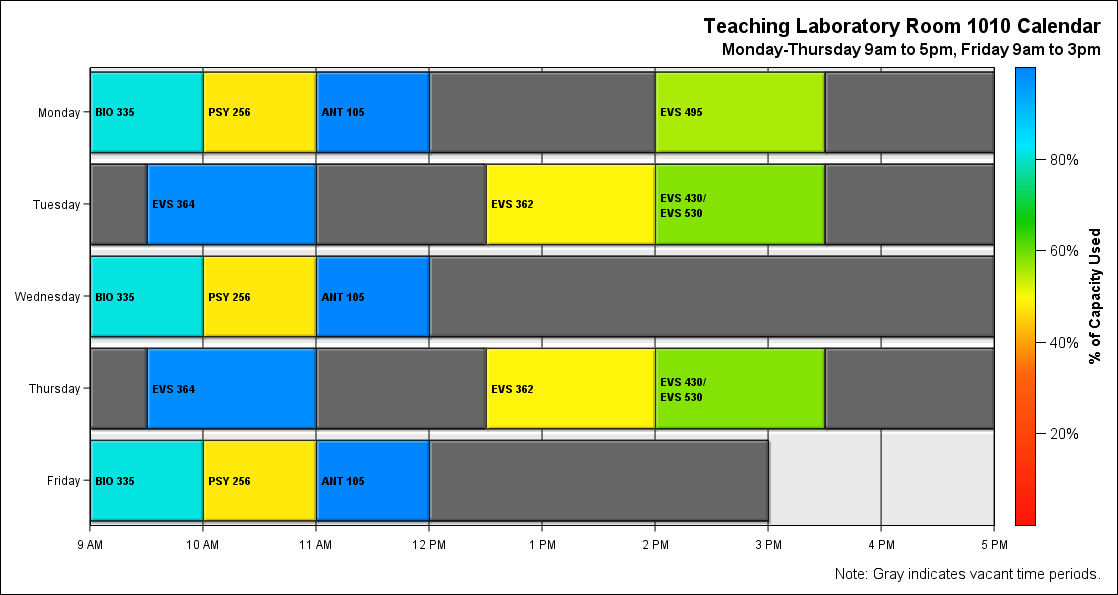 Teaching Laboratory Room 1010 Calendar
Monday-Thursday 9am to 5pm, Friday 9am to 3pm
Monday
BIO 335
PSY 256
ANT 105
EVS 495
Tuesday
EVS 364
EVS 362
EVS 430/
EVS 530
Wednesday
BIO 335
PSY 256
ANT 105
Thursday
EVS 364
EVS 362
EVS 430/
EVS 530
Friday
BIO 335
PSY 256
ANT 105
9 AM
10 AM
11 AM
12 PM
1 PM
2 PM
3 PM
4 PM
5 PM
80%
60%
40%
20%
% of Capacity Used
Note: Gray indicates vacant time periods.